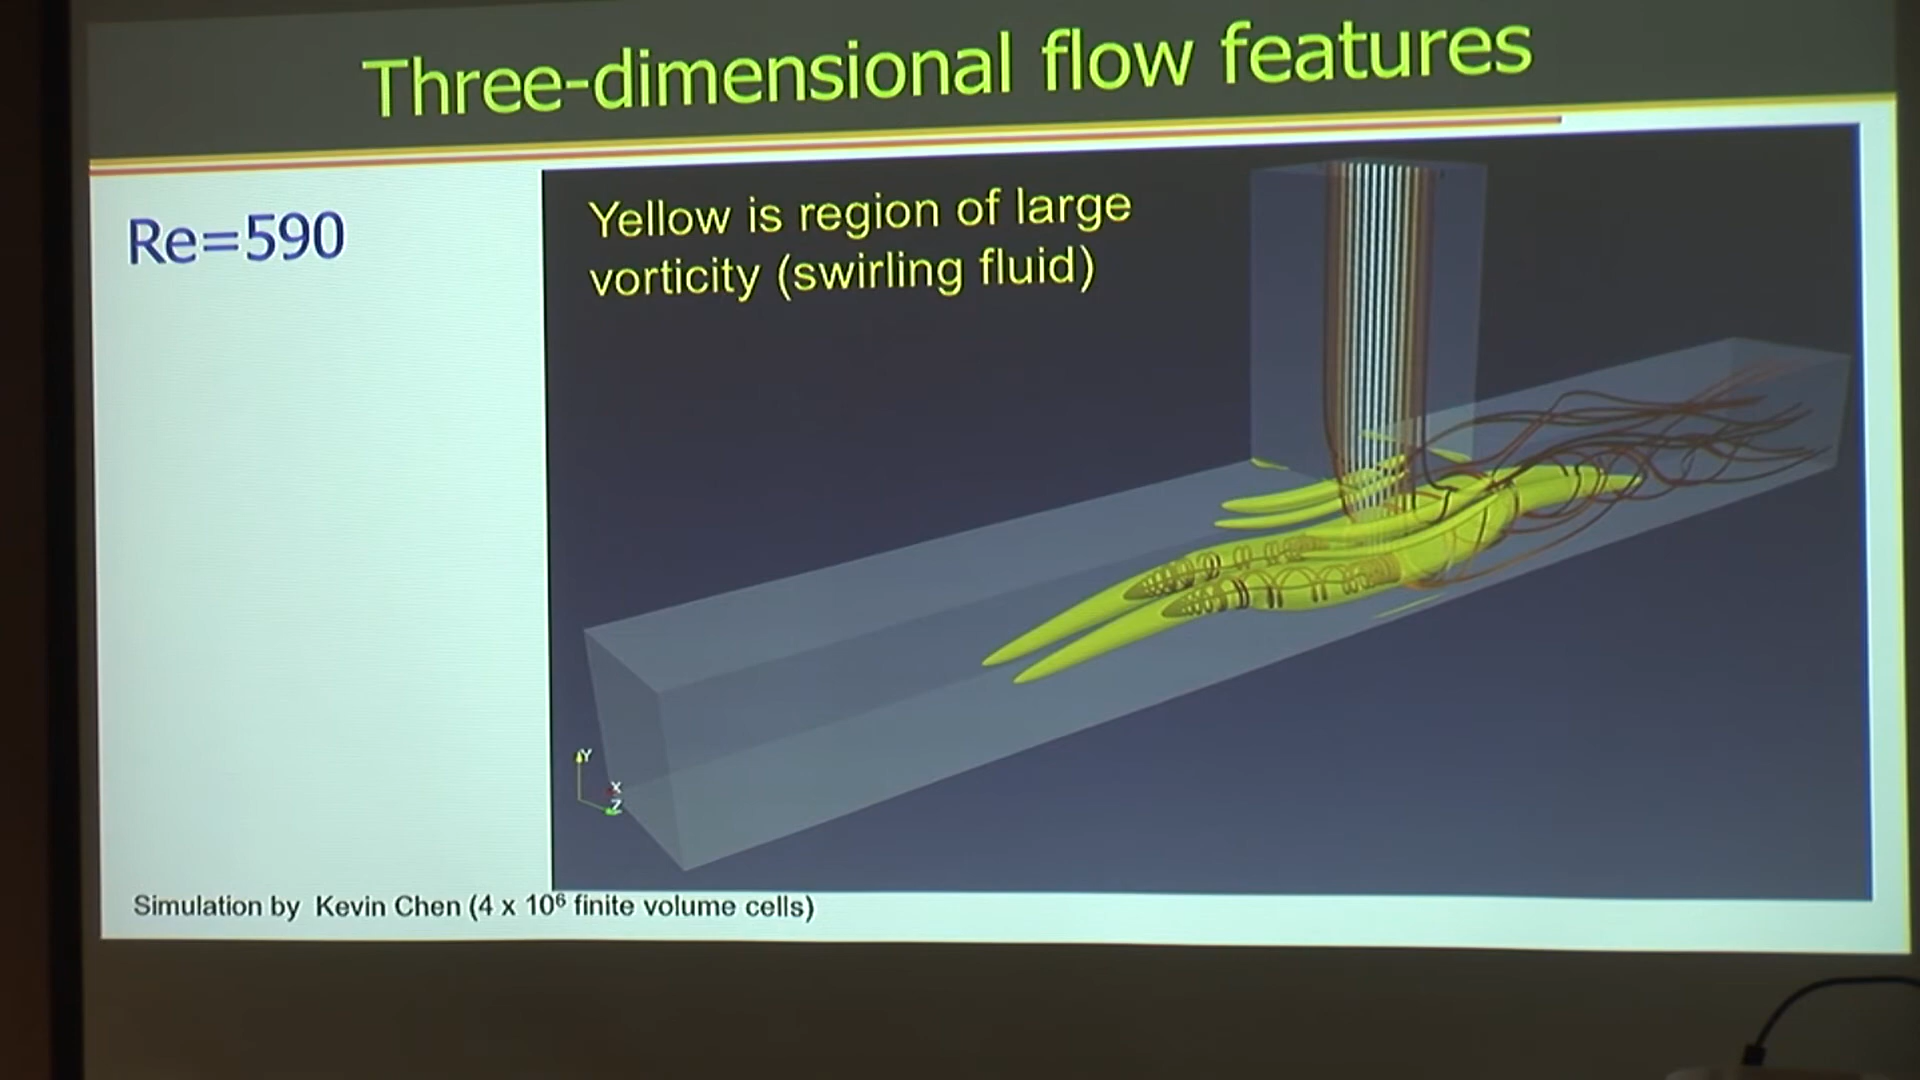 Three-dimensional flow features
Re=590
Yellow is region of large
vorticity (swirling fluid)
Y
X
Z
Simulation by Kevin Chen (4 x 10⁶ finite volume cells)